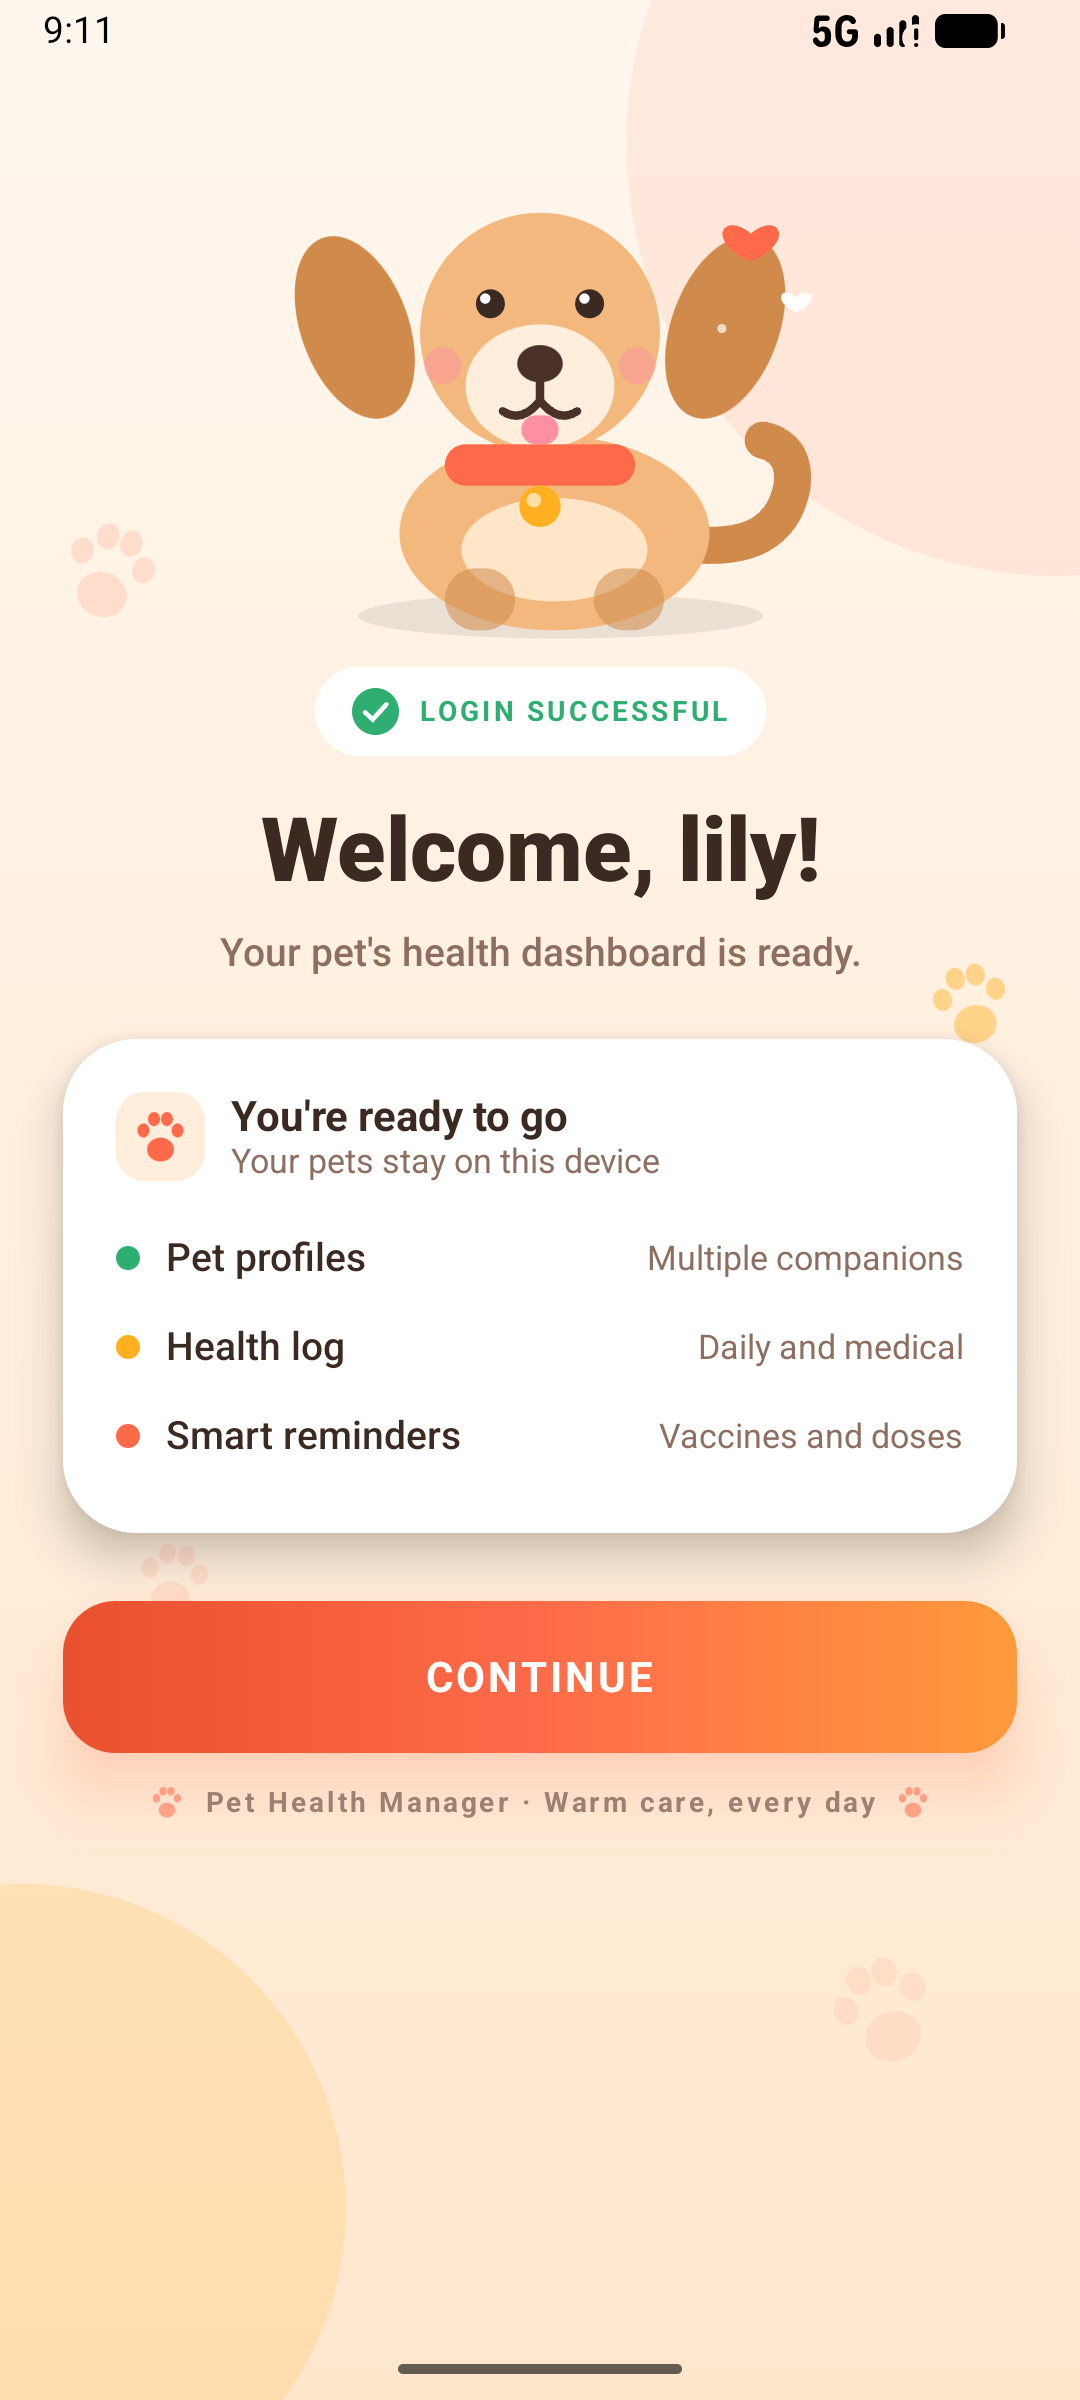 9:11
5G
LOGIN SUCCESSFUL
Welcome, lily!
Your pet's health dashboard is ready.
You're ready to go
Your pets stay on this device
Pet profiles
Multiple companions
Health log
Daily and medical
Smart reminders
Vaccines and doses
CONTINUE
Pet Health Manager · Warm care, every day